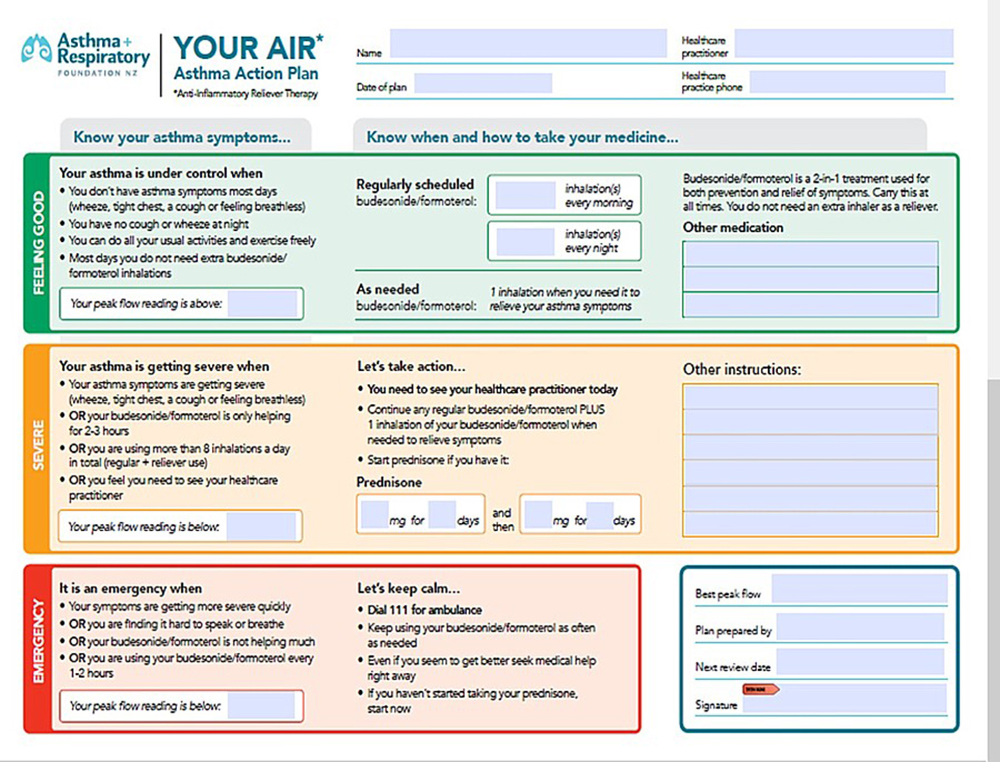 Asthma+
Respiratory
FOUNDATION NZ
YOUR AIR*
Asthma Action Plan
*Anti-Inflammatory Reliever Therapy
Name
Healthcare
practitioner
Date of plan
Healthcare
practice phone
Know your asthma symptoms...
Know when and how to take your medicine...
FEELING GOOD
Your asthma is under control when
• You don't have asthma symptoms most days
(wheeze, tight chest, a cough or feeling breathless)
• You have no cough or wheeze at night
• You can do all your usual activities and exercise freely
• Most days you do not need extra budesonide/
formoterol inhalations
Your peak flow reading is above:
Regularly scheduled
budesonide/formoterol:
inhalation(s)
every morning
inhalation(s)
every night
As needed
budesonide/formoterol:
1 inhalation when you need it to
relieve your asthma symptoms
Budesonide/formoterol is a 2-in-1 treatment used for
both prevention and relief of symptoms. Carry this at
all times. You do not need an extra inhaler as a reliever.
Other medication
SEVERE
Your asthma is getting severe when
• Your asthma symptoms are getting severe
(wheeze, tight chest, a cough or feeling breathless)
• OR your budesonide/formoterol is only helping
for 2-3 hours
• OR you are using more than 8 inhalations a day
in total (regular + reliever use)
• OR you feel you need to see your healthcare
practitioner
Your peak flow reading is below:
Let's take action...
• You need to see your healthcare practitioner today
• Continue any regular budesonide/formoterol PLUS
1 inhalation of your budesonide/formoterol when
needed to relieve symptoms
• Start prednisone if you have it:
Prednisone
mg for days
and
then
mg for days
Other instructions:
EMERGENCY
It is an emergency when
• Your symptoms are getting more severe quickly
• OR you are finding it hard to speak or breathe
• OR your budesonide/formoterol is not helping much
• OR you are using your budesonide/formoterol every
1-2 hours
Your peak flow reading is below:
Let's keep calm...
• Dial 111 for ambulance
• Keep using your budesonide/formoterol as often
as needed
• Even if you seem to get better seek medical help
right away
• If you haven't started taking your prednisone,
start now
Best peak flow
Plan prepared by
Next review date
Signature